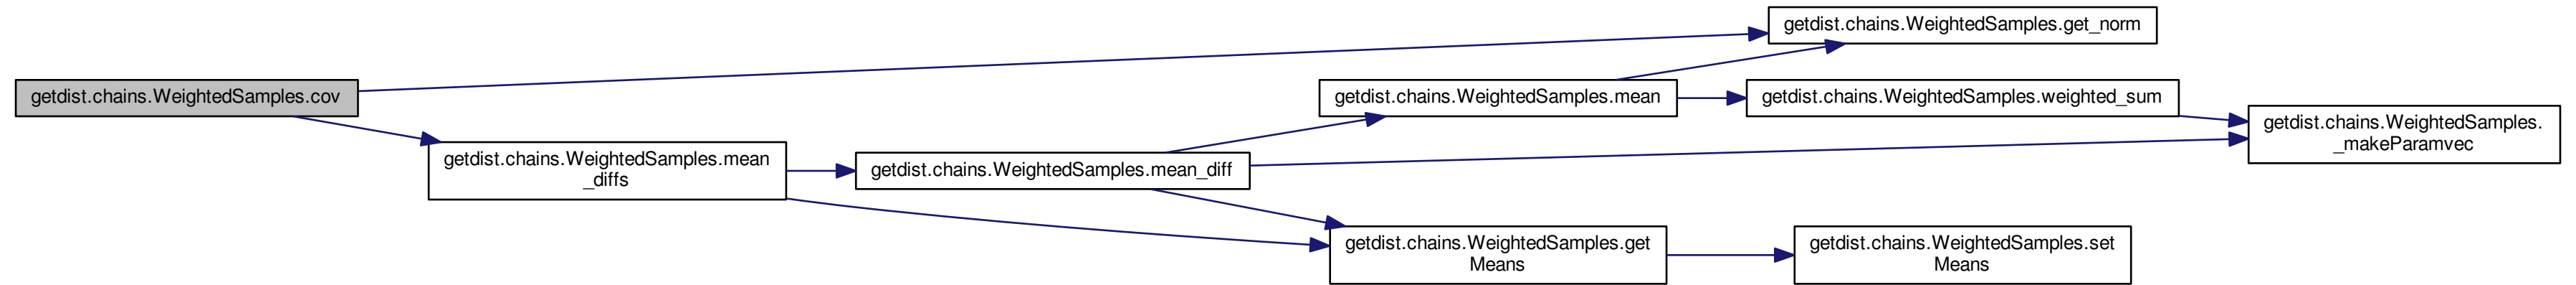 getdist.chains.WeightedSamples.cov
getdist.chains.WeightedSamples.mean
_diffs
getdist.chains.WeightedSamples.mean_diff
getdist.chains.WeightedSamples.mean
getdist.chains.WeightedSamples.get
Means
getdist.chains.WeightedSamples.get_norm
getdist.chains.WeightedSamples.weighted_sum
getdist.chains.WeightedSamples.set
Means
getdist.chains.WeightedSamples.
_makeParamvec